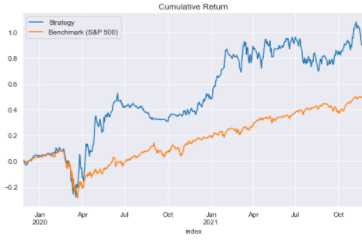 Cumulative Return
Strategy
Benchmark (S&P 500)
1.0
0.8
0.6
0.4
0.2
0.0
−0.2
Jan Apr Jul Oct Jan Apr Jul Oct
2020 2021
index